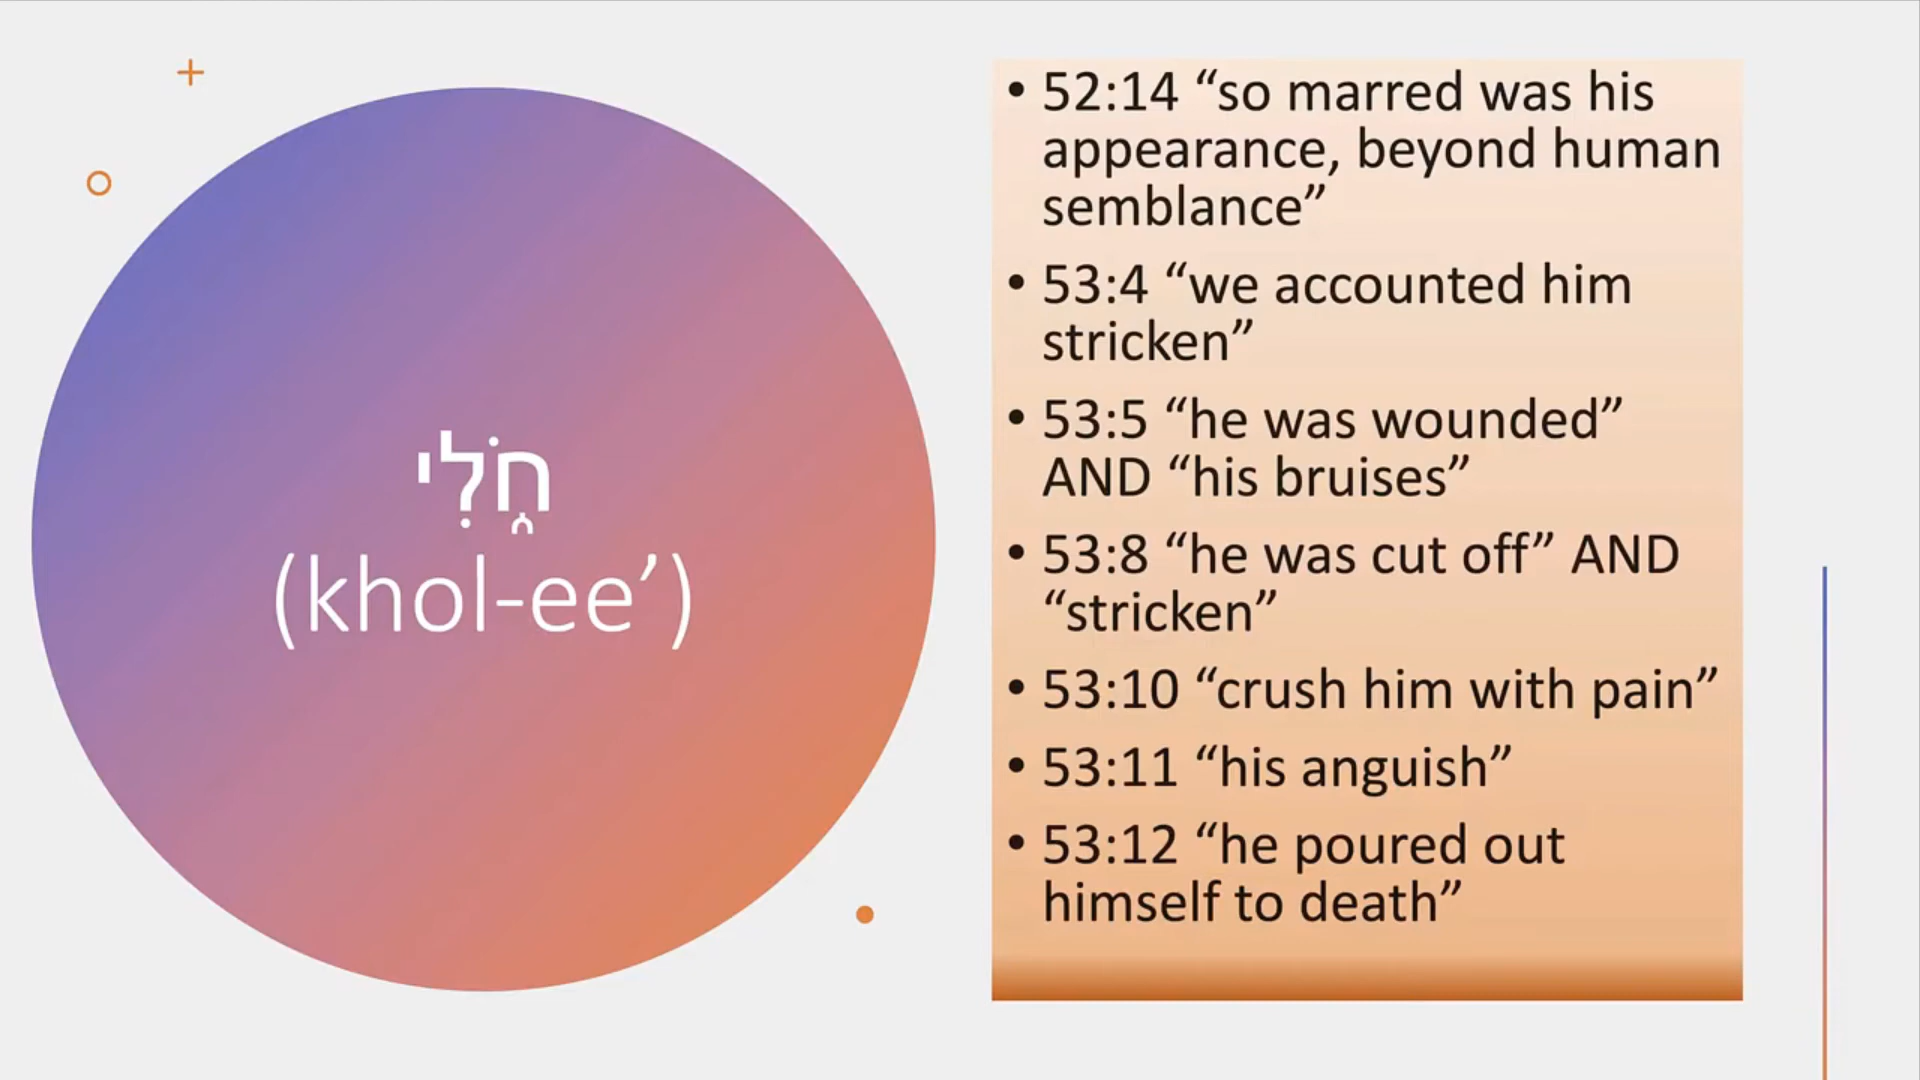 חֳ֑לִי
(khol-ee’)
• 52:14 “so marred was his
appearance, beyond human
semblance”
• 53:4 “we accounted him
stricken”
• 53:5 “he was wounded”
AND “his bruises”
• 53:8 “he was cut off” AND
“stricken”
• 53:10 “crush him with pain”
• 53:11 “his anguish”
• 53:12 “he poured out
himself to death”